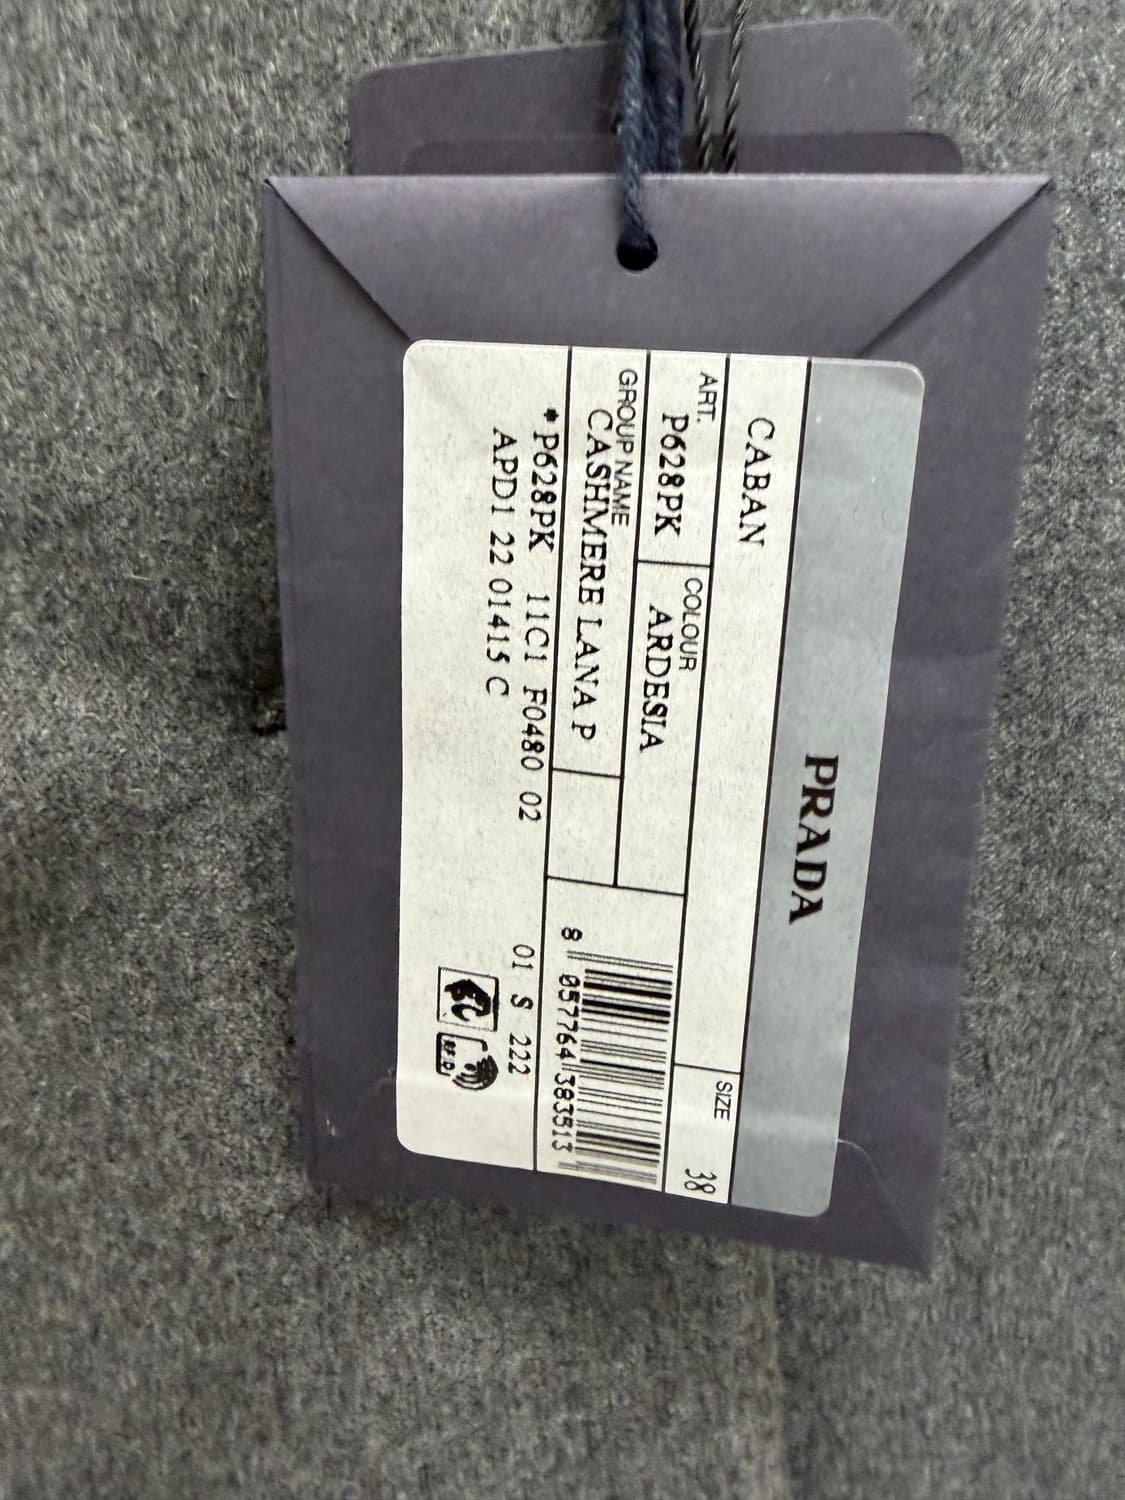 PRADA
CABAN
SIZE
38
ART.
P628PK
COLOUR
ARDESIA
GROUP NAME
CASHMERE LANA P
8 057764 383513
*P628PK 11C1 F0480 02
01 S 222
APD1 22 01415 C
RFID